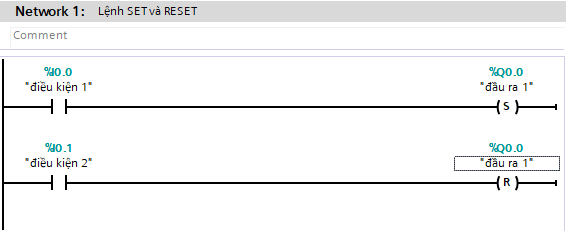 Network 1: Lệnh SET và RESET
Comment
%I0.0 %Q0.0
"điều kiện 1" "đầu ra 1"
S
%I0.1 %Q0.0
"điều kiện 2" "đầu ra 1"
R